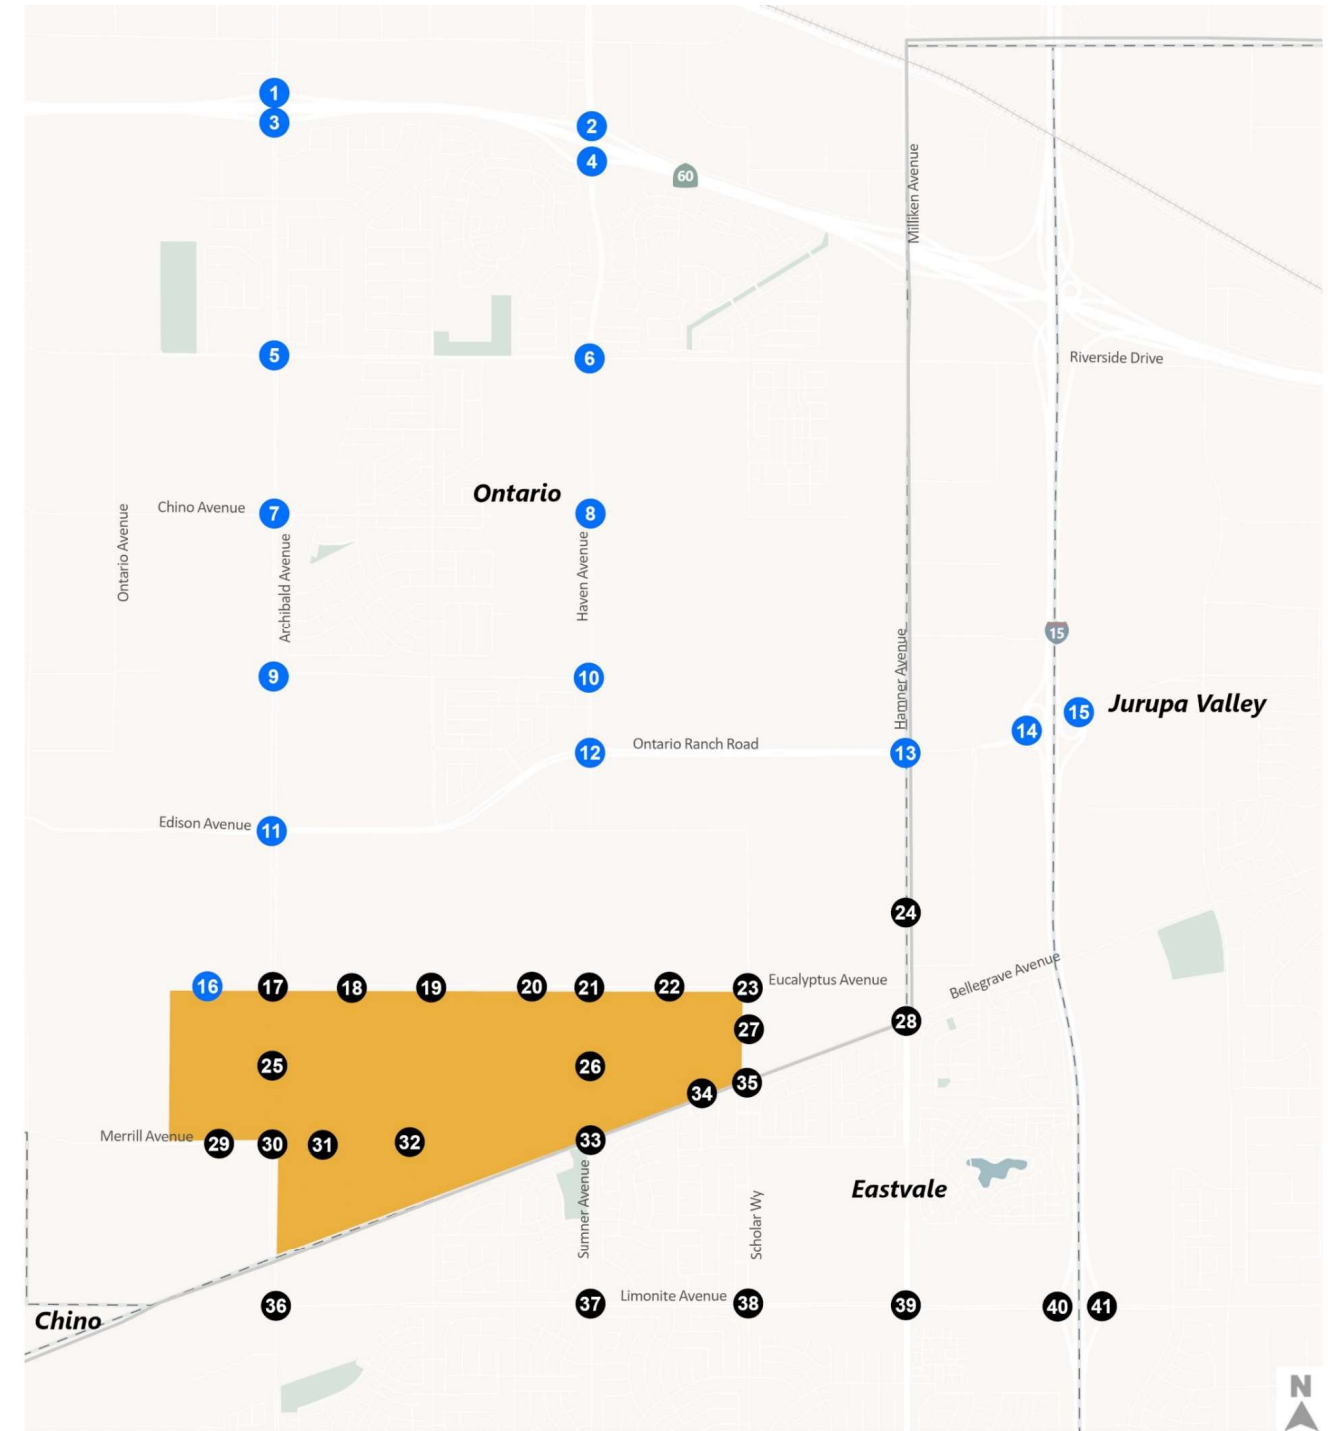 1
3
2
4
60
Milliken Avenue
5
6
Riverside Drive
Ontario
Chino Avenue
7
8
Ontario Avenue
Archibald Avenue
Haven Avenue
15
Hamner Avenue
9
10
15
Jurupa Valley
14
12
Ontario Ranch Road
13
Edison Avenue
11
24
Bellegrave Avenue
16
17
18
19
20
21
22
23
Eucalyptus Avenue
28
27
25
26
35
34
Merrill Avenue
29
30
31
32
33
Eastvale
Sumner Avenue
Scholar Wy
Limonite Avenue
36
37
38
39
40
41
Chino
N